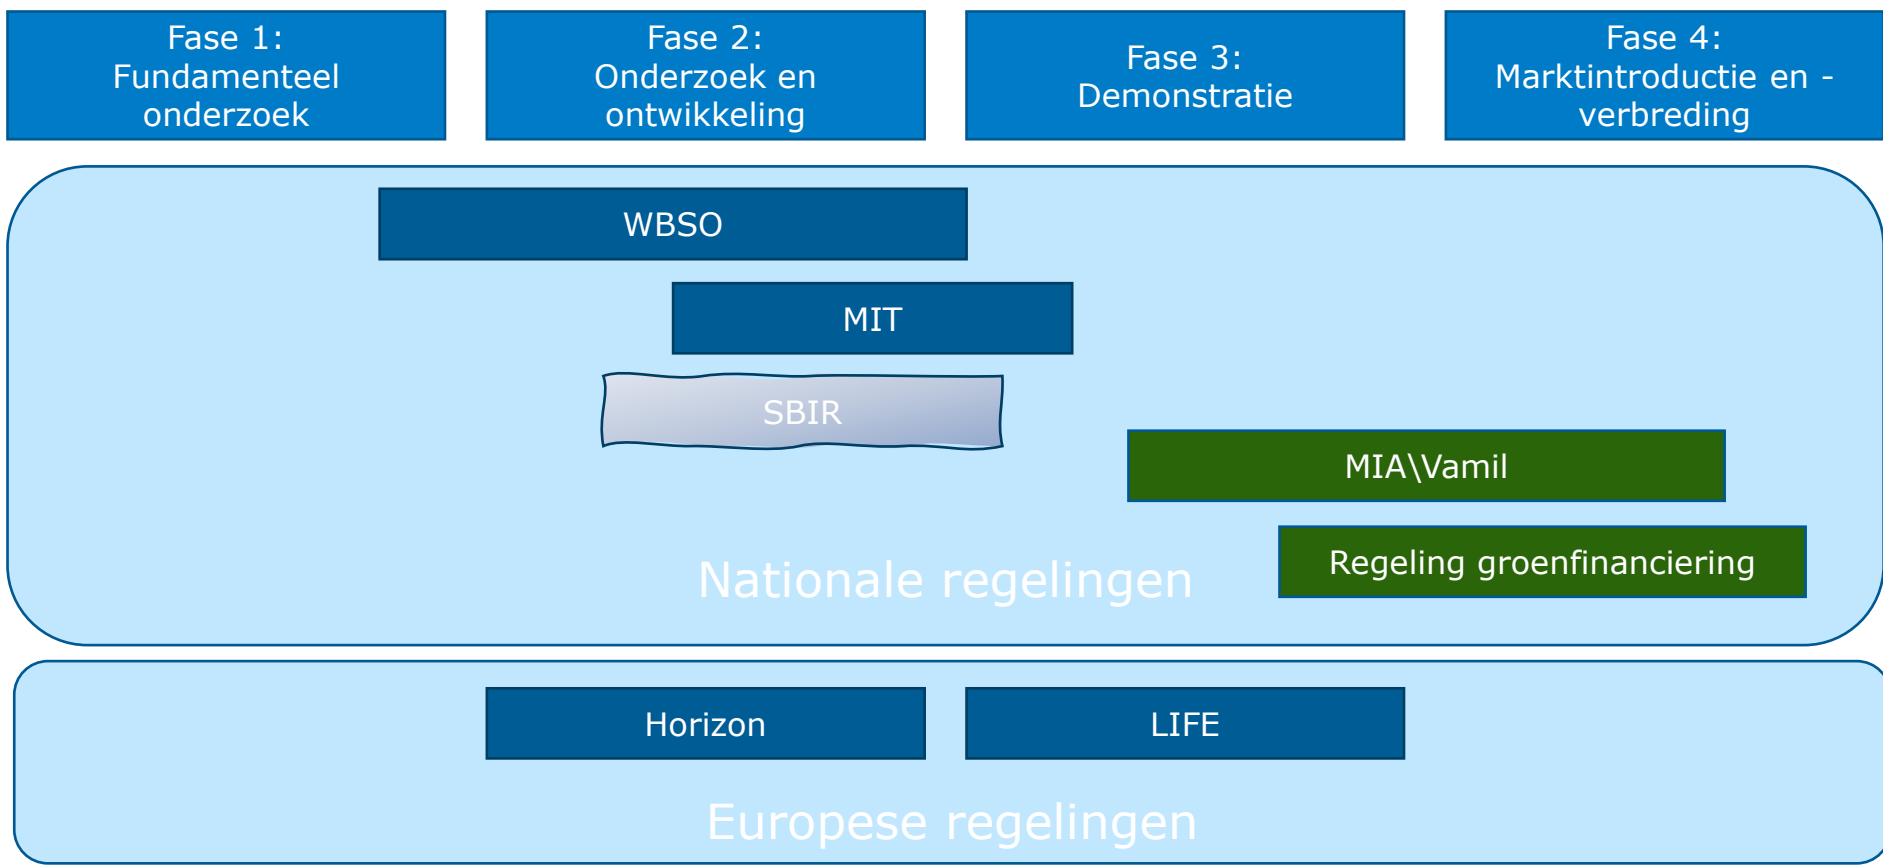 Fase 1:
Fundamenteel
onderzoek
Fase 2:
Onderzoek en
ontwikkeling
Fase 3:
Demonstratie
Fase 4:
Marktintroductie en -
verbreding
WBSO
MIT
SBIR
MIA\Vamil
Regeling groenfinanciering
Nationale regelingen
Horizon
LIFE
Europese regelingen